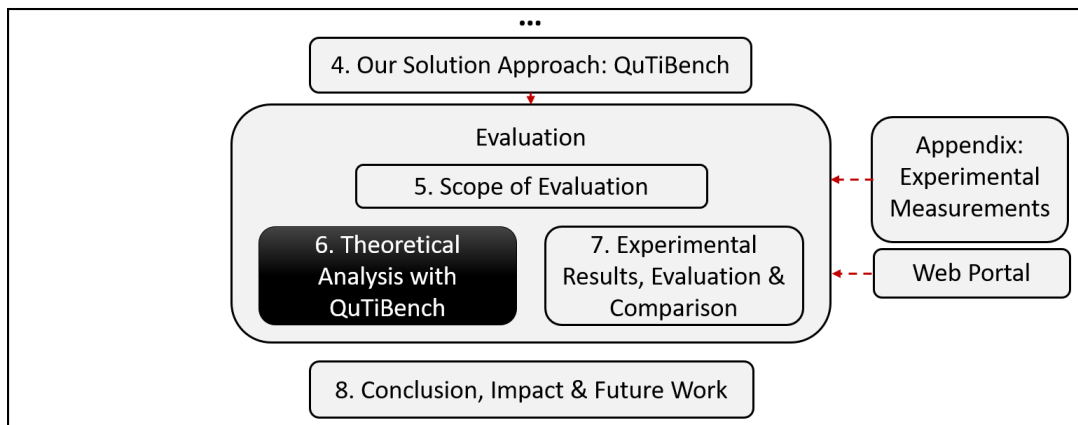 ...
4. Our Solution Approach: QuTiBench
Evaluation
5. Scope of Evaluation
6. Theoretical
Analysis with
QuTiBench
7. Experimental
Results, Evaluation &
Comparison
Appendix:
Experimental
Measurements
Web Portal
8. Conclusion, Impact & Future Work